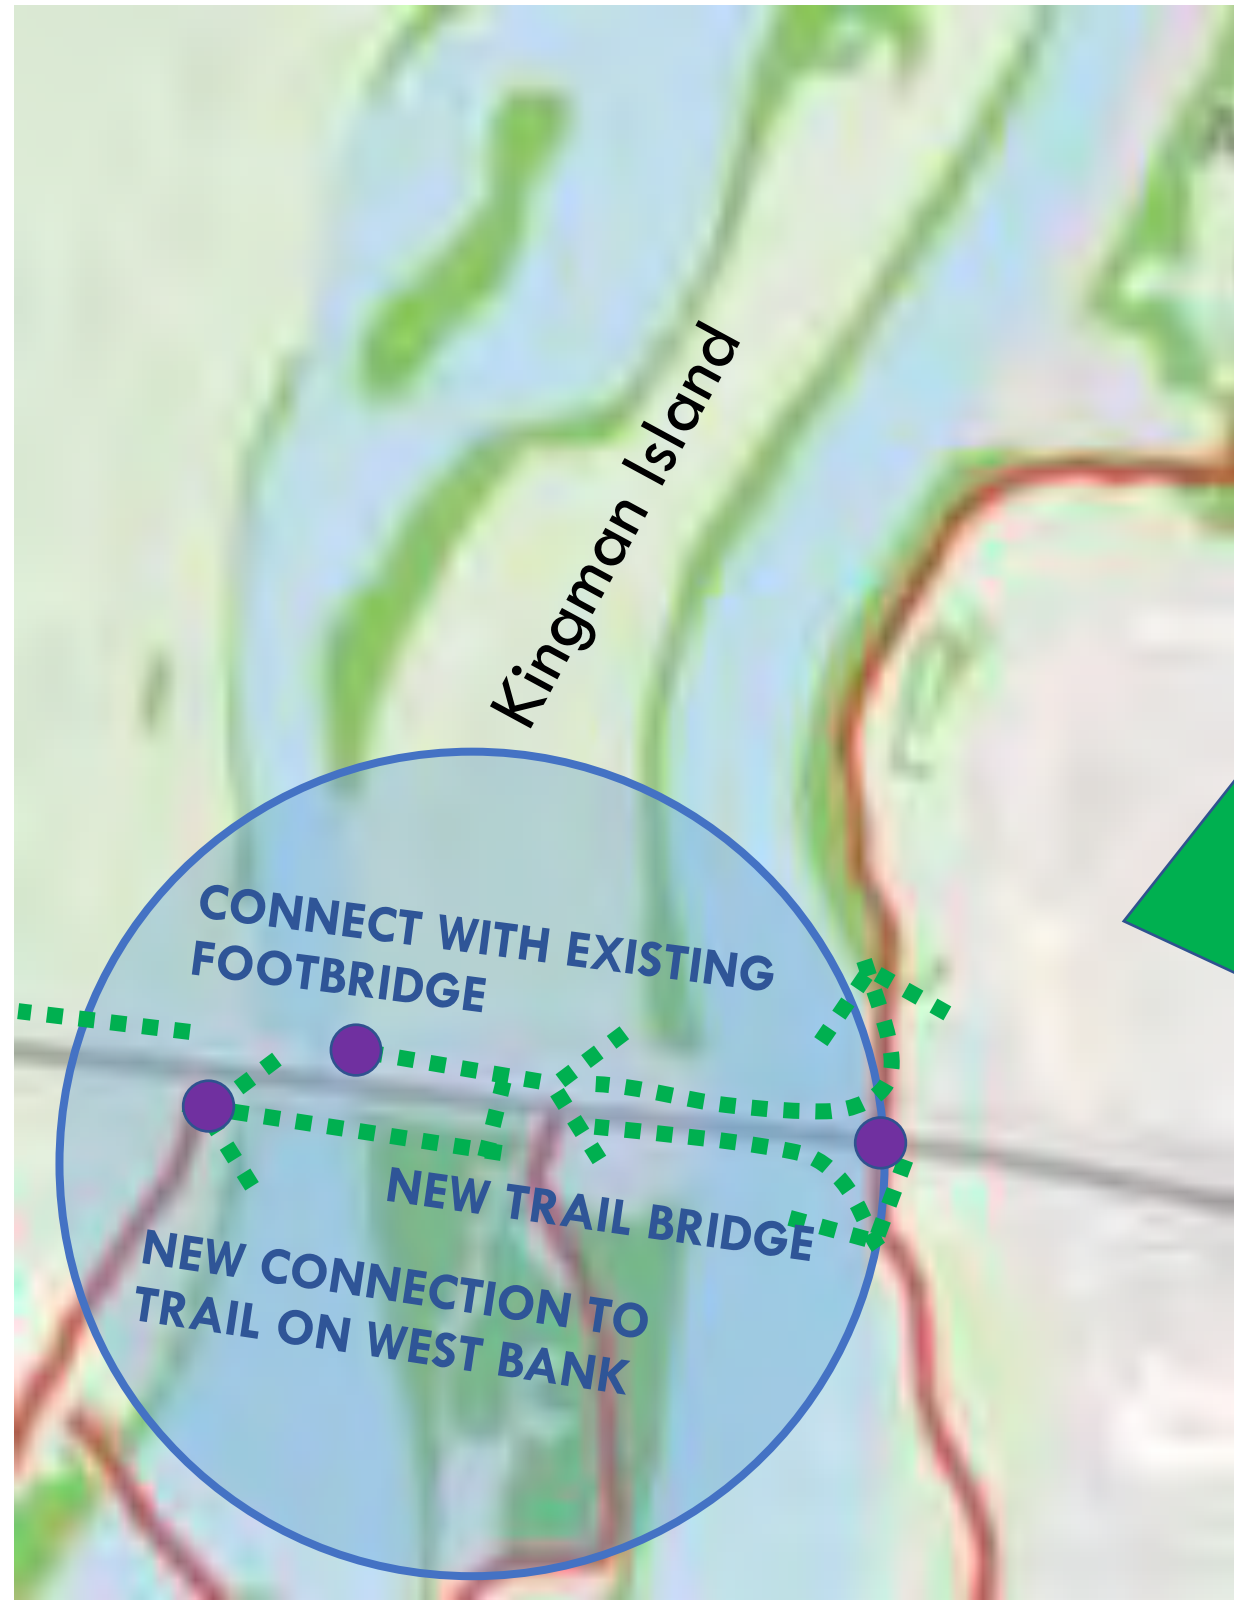 Kingman Island
CONNECT WITH EXISTING
FOOTBRIDGE
NEW TRAIL BRIDGE
NEW CONNECTION TO
TRAIL ON WEST BANK